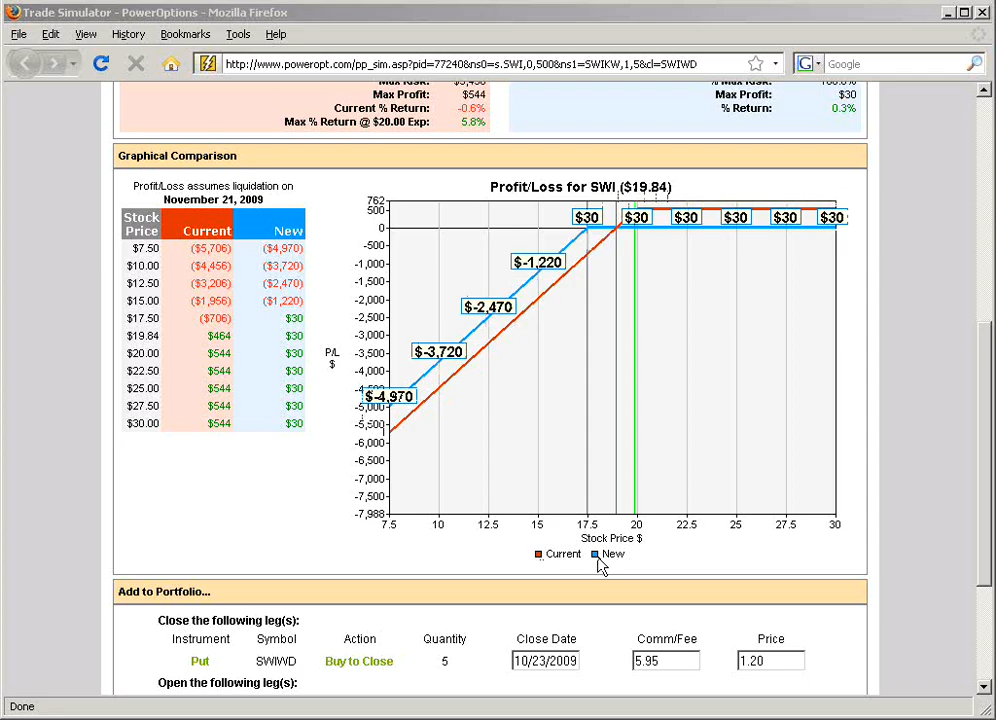 Trade Simulator - PowerOptions - Mozilla Firefox
File Edit View History Bookmarks Tools Help
http://www.poweropt.com/pp_sim.asp?pid=77240&ns0=s.SWI,0,500&ns1=SWIKW,1,5&cl=SWIWD
Google
Max Profit: $544 Max Profit: $30
Current % Return: -0.6% % Return: 0.3%
Max % Return @ $20.00 Exp: 5.8%
Graphical Comparison
Profit/Loss assumes liquidation on
November 21, 2009
Stock Price Current New
$7.50 ($5,706) ($4,970)
$10.00 ($4,456) ($3,720)
$12.50 ($3,206) ($2,470)
$15.00 ($1,956) ($1,220)
$17.50 ($706) $30
$19.84 $464 $30
$20.00 $544 $30
$22.50 $544 $30
$25.00 $544 $30
$27.50 $544 $30
$30.00 $544 $30
Profit/Loss for SWI ($19.84)
762
500
0
-500
-1,000
-1,500
-2,000
-2,500
-3,000
-3,500
-4,000
-5,000
-5,500
-6,000
-6,500
-7,000
-7,500
-7,988
P/L
$
$30 $30 $30 $30 $30 $30
$-1,220
$-2,470
$-3,720
$-4,970
7.5 10 12.5 15 17.5 20 22.5 25 27.5 30
Stock Price $
Current New
Add to Portfolio...
Close the following leg(s):
Instrument Symbol Action Quantity Close Date Comm/Fee Price
Put SWIWD Buy to Close 5 10/23/2009 5.95 1.20
Open the following leg(s):
Done